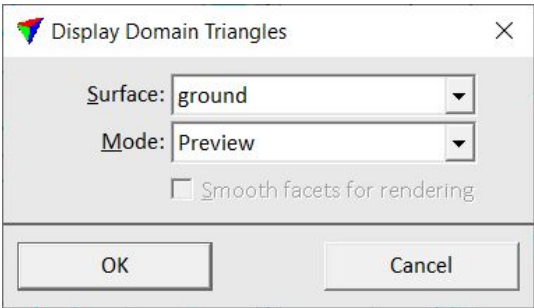 Display Domain Triangles
Surface: ground
Mode: Preview
Smooth facets for rendering
OK Cancel